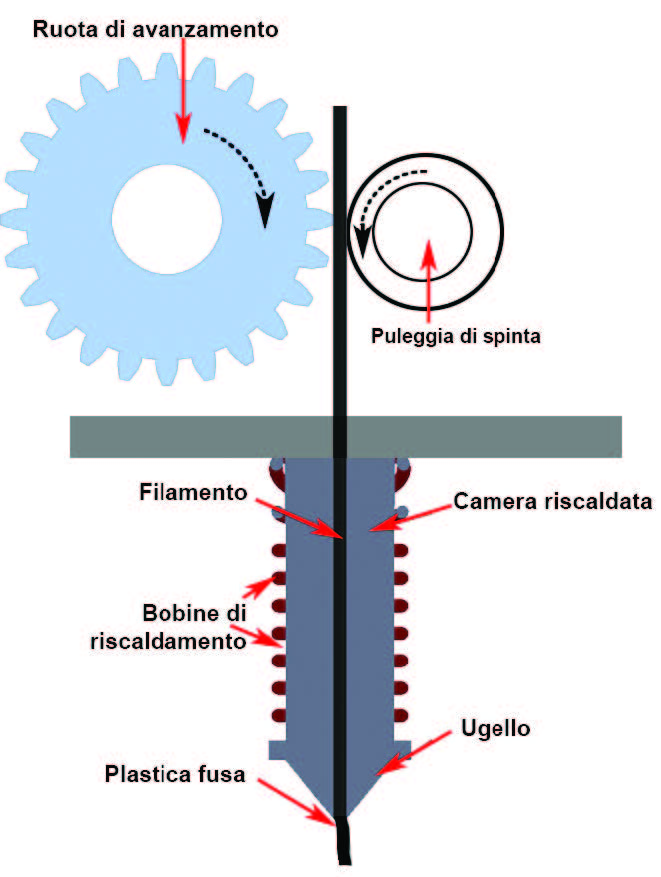 Ruota di avanzamento
Puleggia di spinta
Filamento
Camera riscaldata
Bobine di
riscaldamento
Ugello
Plastica fusa